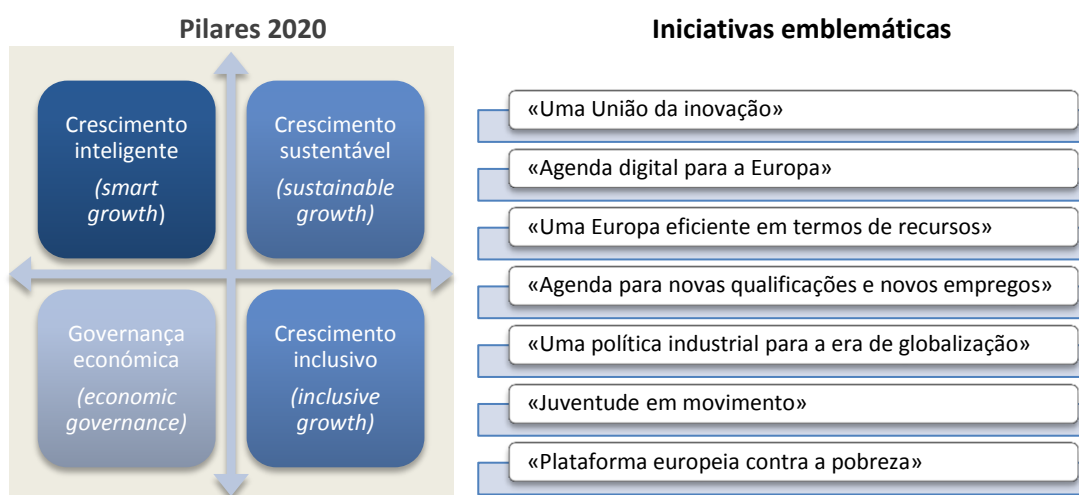 Pilares 2020
Crescimento
inteligente
(smart
growth)
Crescimento
sustentável
(sustainable
growth)
Governança
económica
(economic
governance)
Crescimento
inclusivo
(inclusive
growth)
Iniciativas emblemáticas
«Uma União da inovação»
«Agenda digital para a Europa»
«Uma Europa eficiente em termos de recursos»
«Agenda para novas qualificações e novos empregos»
«Uma política industrial para a era de globalização»
«Juventude em movimento»
«Plataforma europeia contra a pobreza»